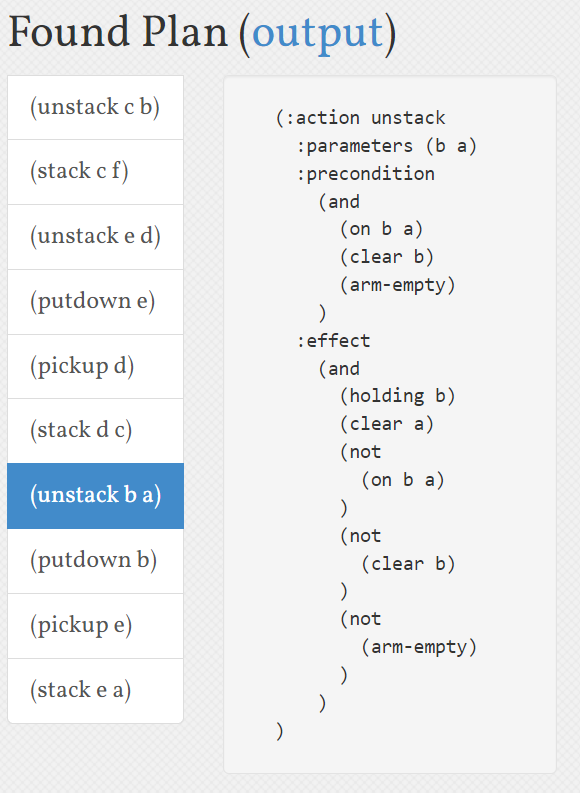 Found Plan (output)
(unstack c b)
(stack c f)
(unstack e d)
(putdown e)
(pickup d)
(stack d c)
(unstack b a)
(putdown b)
(pickup e)
(stack e a)
(:action unstack
:parameters (b a)
:precondition
(and
(on b a)
(clear b)
(arm-empty)
)
:effect
(and
(holding b)
(clear a)
(not
(on b a)
)
(not
(clear b)
)
(not
(arm-empty)
)
)
)